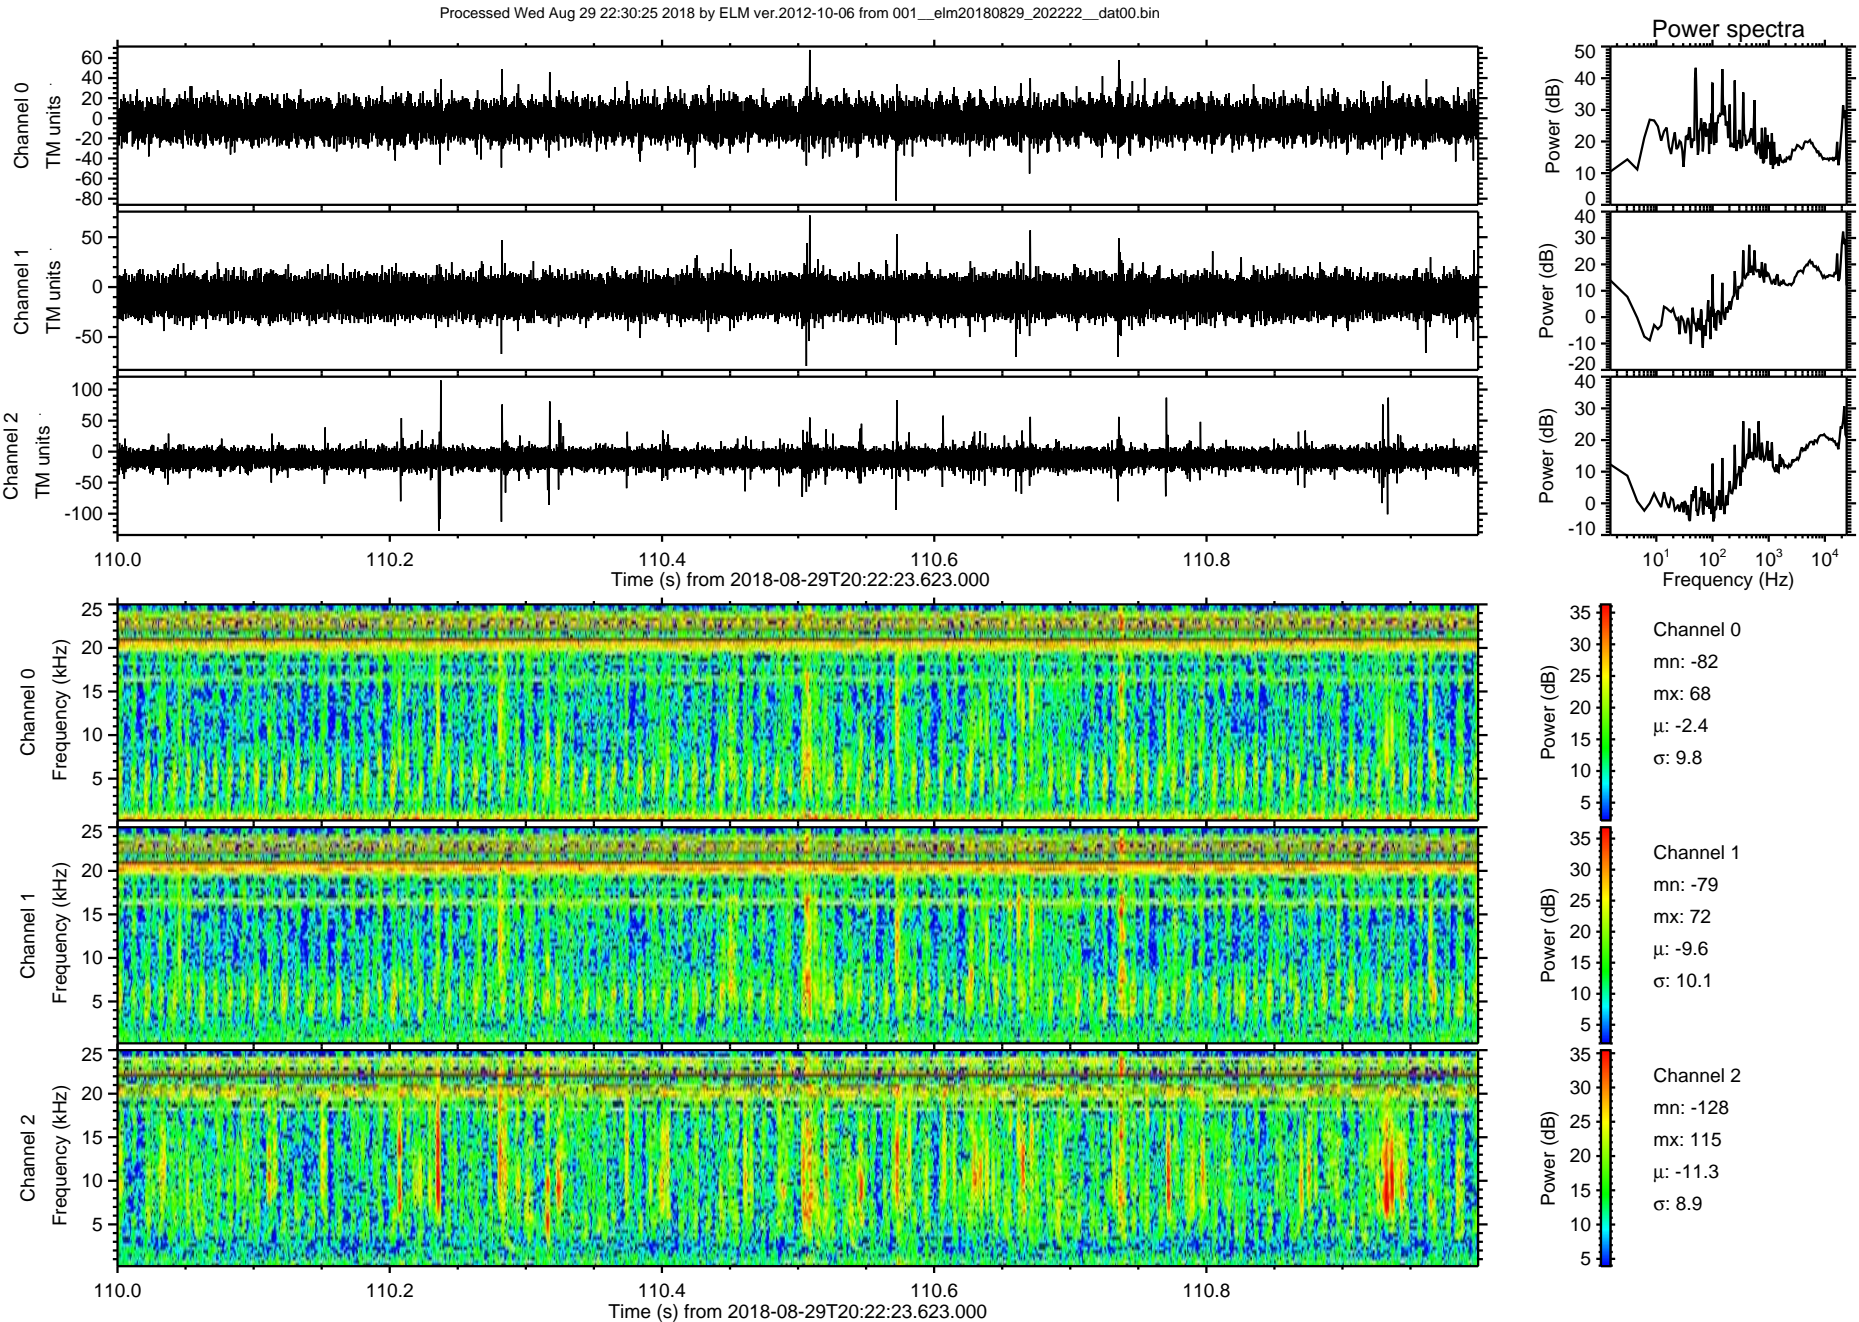 Processed Wed Aug 29 22:30:25 2018 by ELM ver.2012-10-06 from 001__elm20180829_202222__dat00.bin
Power spectra
Channel 0
TM units
60
40
20
0
-20
-40
-60
-80
Power (dB)
50
40
30
20
10
0
Channel 1
TM units
50
0
-50
Power (dB)
40
30
20
10
0
-10
-20
Channel 2
TM units
100
50
0
-50
-100
Power (dB)
40
30
20
10
0
-10
110.0 110.2 110.4 110.6 110.8
Time (s) from 2018-08-29T20:22:23.623.000
10^1 10^2 10^3 10^4
Frequency (Hz)
Channel 0
Frequency (kHz)
25
20
15
10
5
Power (dB)
35
30
25
20
15
10
5
Channel 0
mn: -82
mx: 68
μ: -2.4
σ: 9.8
Channel 1
Frequency (kHz)
25
20
15
10
5
Power (dB)
35
30
25
20
15
10
5
Channel 1
mn: -79
mx: 72
μ: -9.6
σ: 10.1
Channel 2
Frequency (kHz)
25
20
15
10
5
Power (dB)
35
30
25
20
15
10
5
Channel 2
mn: -128
mx: 115
μ: -11.3
σ: 8.9
110.0 110.2 110.4 110.6 110.8
Time (s) from 2018-08-29T20:22:23.623.000